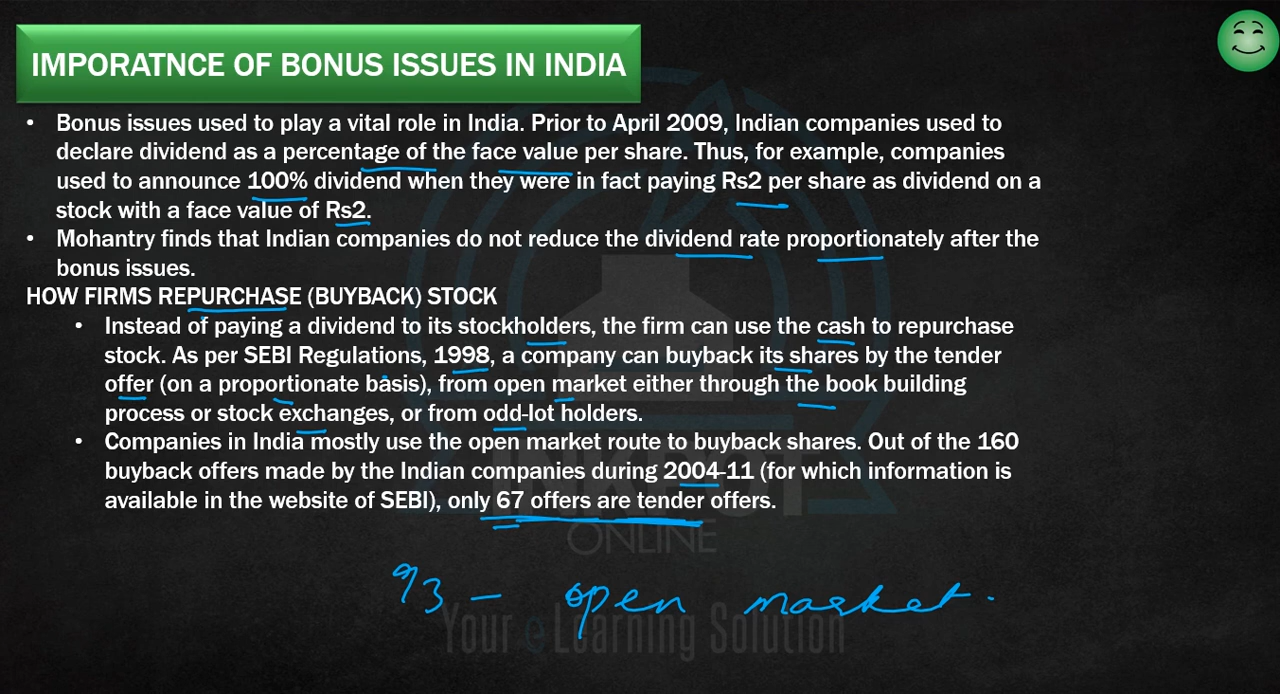 IMPORATNCE OF BONUS ISSUES IN INDIA
• Bonus issues used to play a vital role in India. Prior to April 2009, Indian companies used to
declare dividend as a percentage of the face value per share. Thus, for example, companies
used to announce 100% dividend when they were in fact paying Rs2 per share as dividend on a
stock with a face value of Rs2.
• Mohantry finds that Indian companies do not reduce the dividend rate proportionately after the
bonus issues.
HOW FIRMS REPURCHASE (BUYBACK) STOCK
• Instead of paying a dividend to its stockholders, the firm can use the cash to repurchase
stock. As per SEBI Regulations, 1998, a company can buyback its shares by the tender
offer (on a proportionate basis), from open market either through the book building
process or stock exchanges, or from odd-lot holders.
• Companies in India mostly use the open market route to buyback shares. Out of the 160
buyback offers made by the Indian companies during 2004-11 (for which information is
available in the website of SEBI), only 67 offers are tender offers.
INKPOT
ONLINE
93 - open market.
Your eLearning Solution